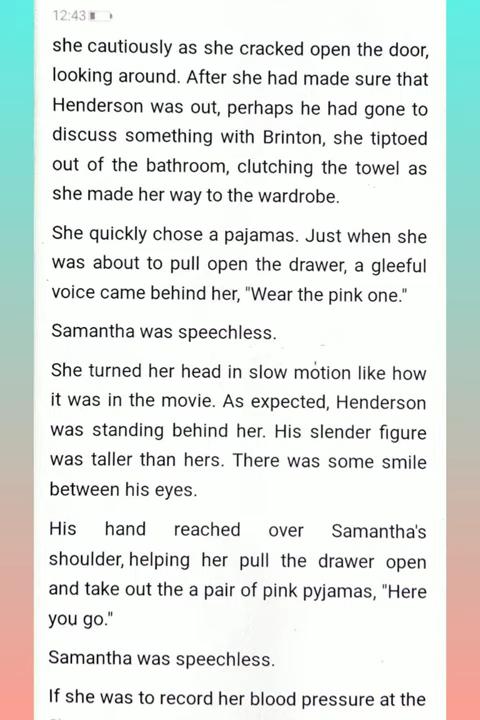 12:43
she cautiously as she cracked open the door,
looking around. After she had made sure that
Henderson was out, perhaps he had gone to
discuss something with Brinton, she tiptoed
out of the bathroom, clutching the towel as
she made her way to the wardrobe.
She quickly chose a pajamas. Just when she
was about to pull open the drawer, a gleeful
voice came behind her, "Wear the pink one."
Samantha was speechless.
She turned her head in slow motion like how
it was in the movie. As expected, Henderson
was standing behind her. His slender figure
was taller than hers. There was some smile
between his eyes.
His hand reached over Samantha's
shoulder, helping her pull the drawer open
and take out the a pair of pink pyjamas, "Here
you go."
Samantha was speechless.
If she was to record her blood pressure at the